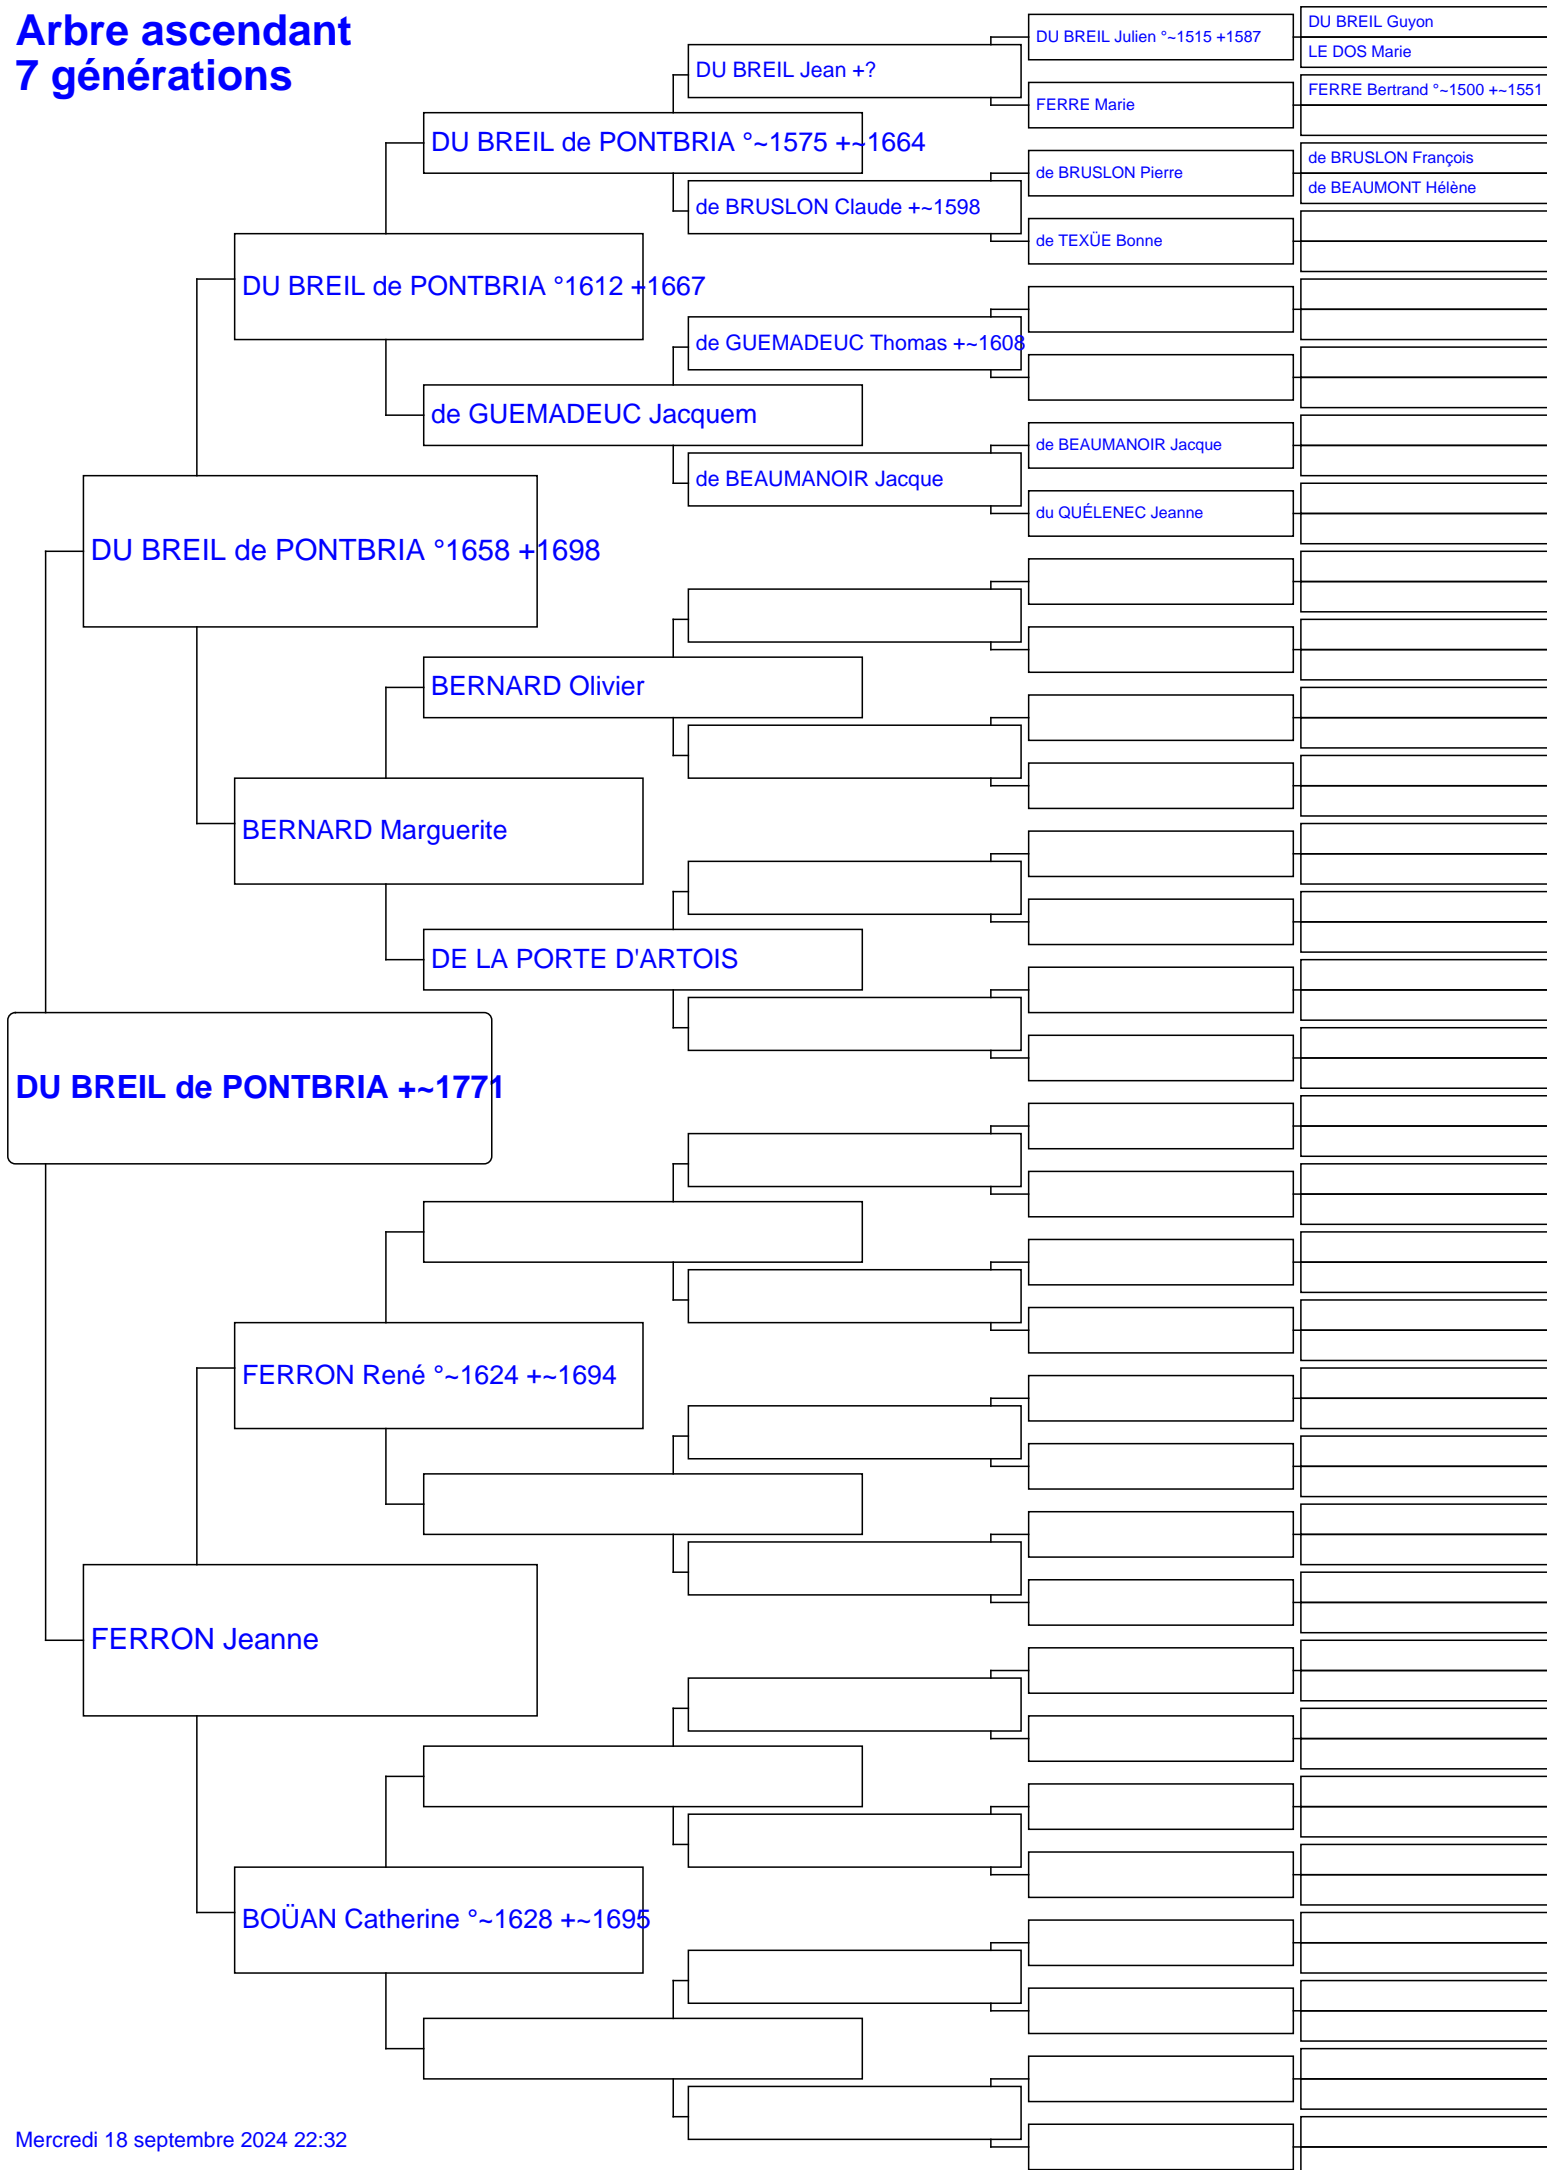 Arbre ascendant
7 générations
DU BREIL Guyon
DU BREIL Julien °~1515 +1587
LE DOS Marie
DU BREIL Jean +?
FERRE Bertrand °~1500 +~1551
FERRE Marie
DU BREIL de PONTBRIA °~1575 +~1664
de BRUSLON François
de BRUSLON Pierre
de BEAUMONT Hélène
de BRUSLON Claude +~1598
de TEXÜE Bonne
DU BREIL de PONTBRIA °1612 +1667
de GUEMADEUC Thomas +~1608
de GUEMADEUC Jacquem
de BEAUMANOIR Jacque
de BEAUMANOIR Jacque
du QUÉLENEC Jeanne
DU BREIL de PONTBRIA °1658 +1698
BERNARD Olivier
BERNARD Marguerite
DE LA PORTE D'ARTOIS
DU BREIL de PONTBRIA +~1771
FERRON René °~1624 +~1694
FERRON Jeanne
BOÜAN Catherine °~1628 +~1695
Mercredi 18 septembre 2024 22:32